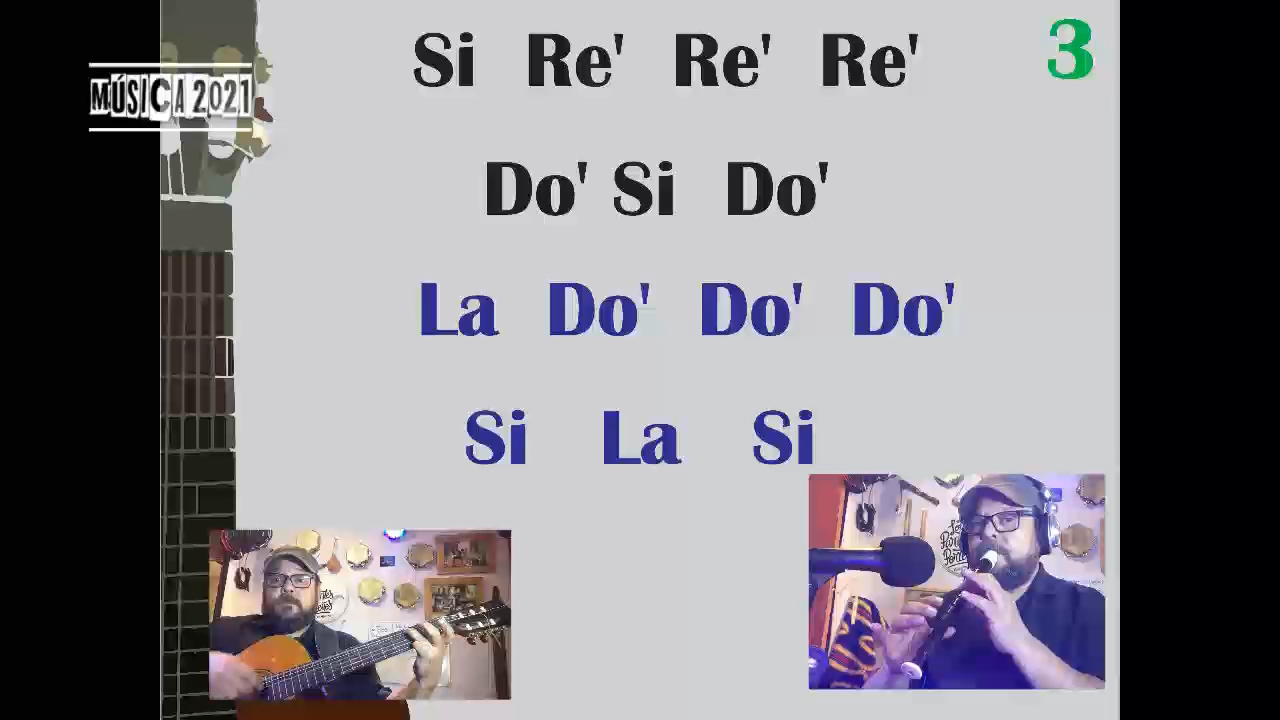 MÚSICA 2021
Si Re' Re' Re'
3
Do' Si Do'
La Do' Do' Do'
Si La Si